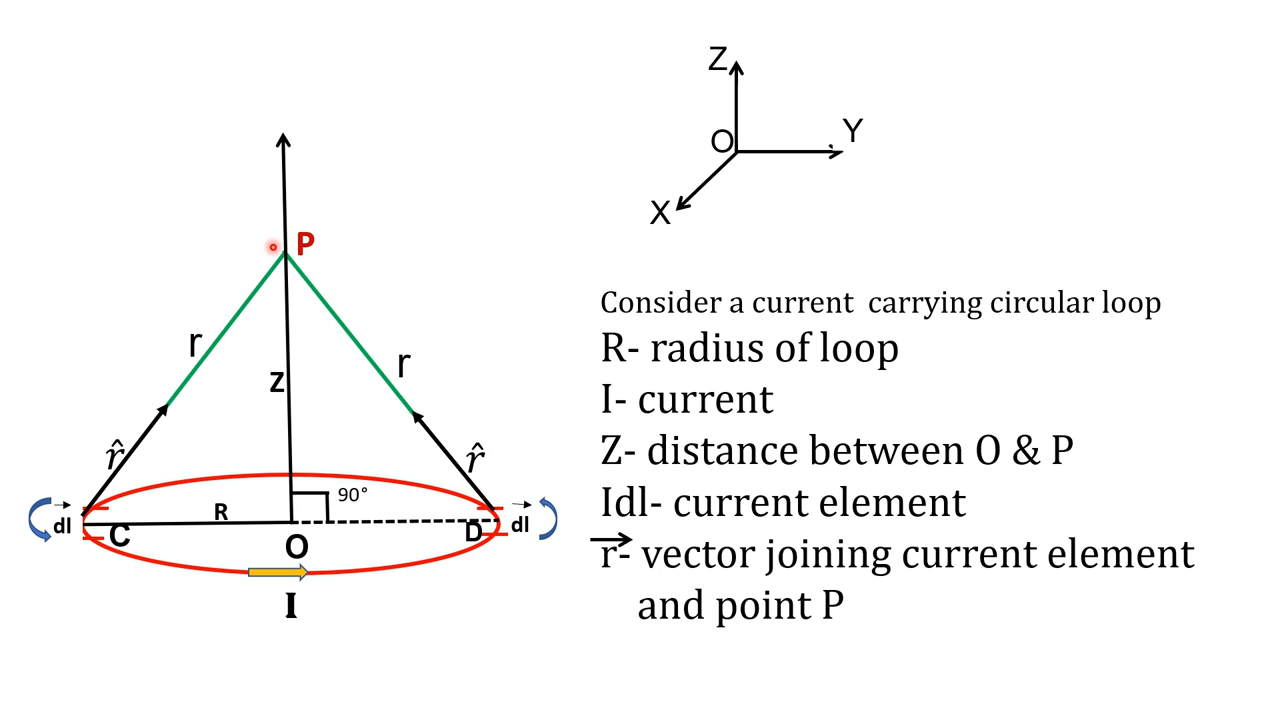 Z
O
Y
X
P
r
r
Z
r̂
r̂
90°
R
dl
C
O
D
dl
I
Consider a current carrying circular loop
R- radius of loop
I- current
Z- distance between O & P
Idl- current element
r- vector joining current element
and point P